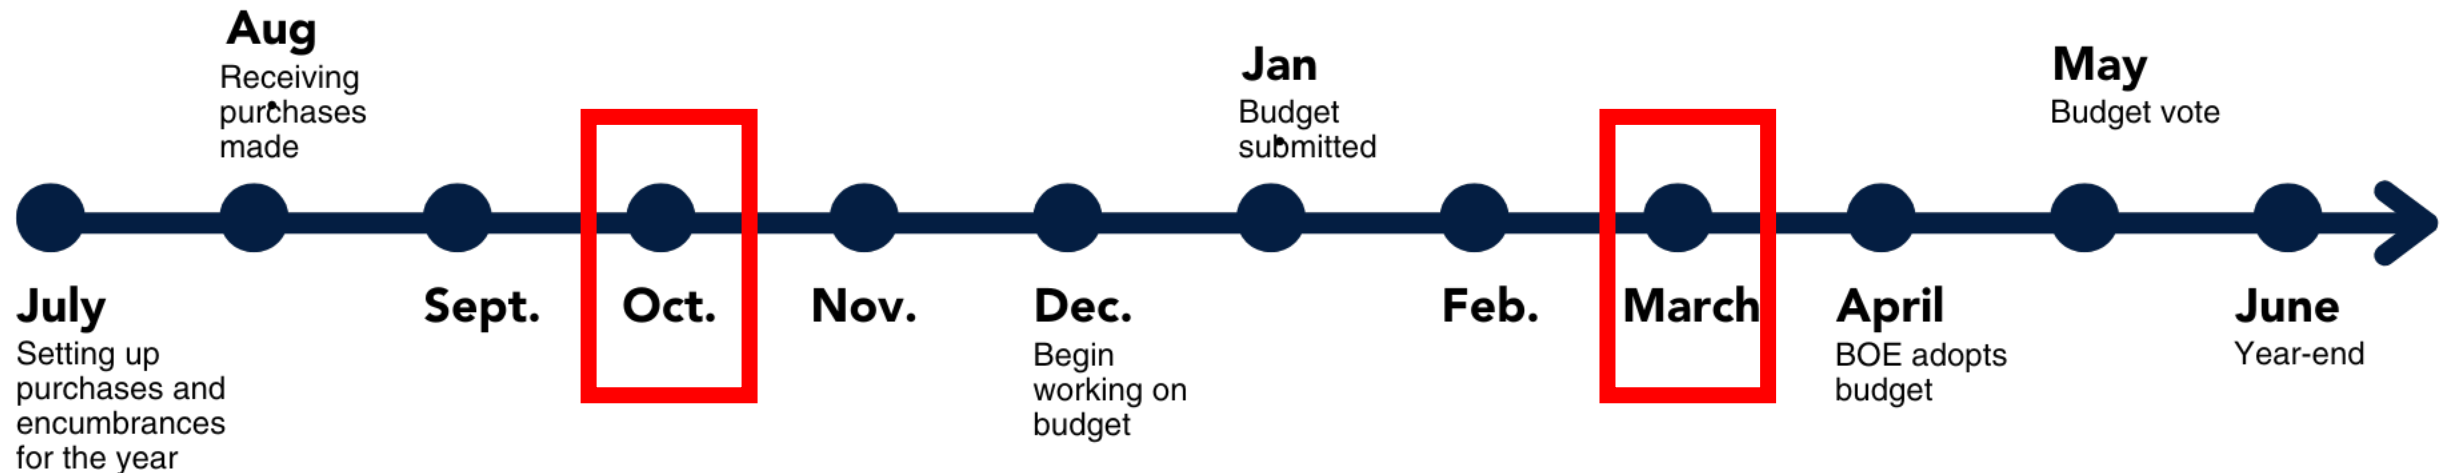 Aug
Receiving
purchases
made
Jan
Budget
submitted
May
Budget vote
July
Setting up
purchases and
encumbrances
for the year
Sept.
Oct.
Nov.
Dec.
Begin
working on
budget
Feb.
March
April
BOE adopts
budget
June
Year-end